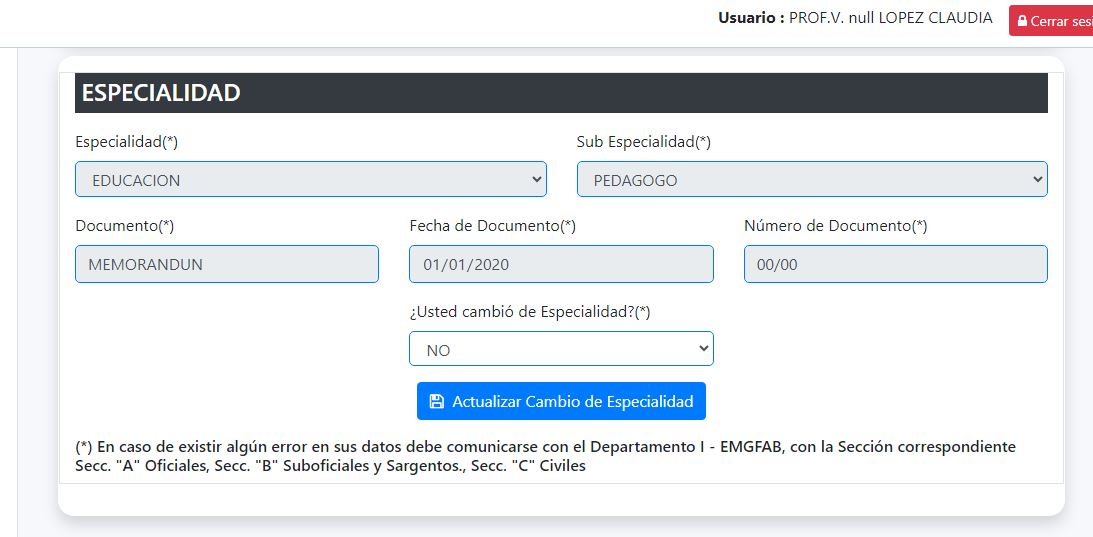 Usuario : PROF.V. null LOPEZ CLAUDIA
Cerrar sesi
ESPECIALIDAD
Especialidad(*)
Sub Especialidad(*)
EDUCACION
PEDAGOGO
Documento(*)
Fecha de Documento(*)
Número de Documento(*)
MEMORANDUN
01/01/2020
00/00
¿Usted cambió de Especialidad?(*)
NO
Actualizar Cambio de Especialidad
(*) En caso de existir algún error en sus datos debe comunicarse con el Departamento I - EMGFAB, con la Sección correspondiente
Secc. "A" Oficiales, Secc. "B" Suboficiales y Sargentos., Secc. "C" Civiles